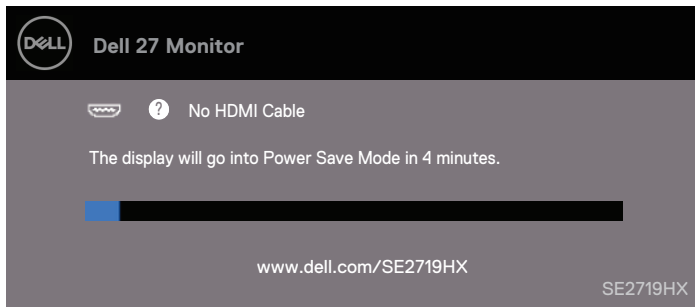 DELL
Dell 27 Monitor
? No HDMI Cable
The display will go into Power Save Mode in 4 minutes.
www.dell.com/SE2719HX
SE2719HX